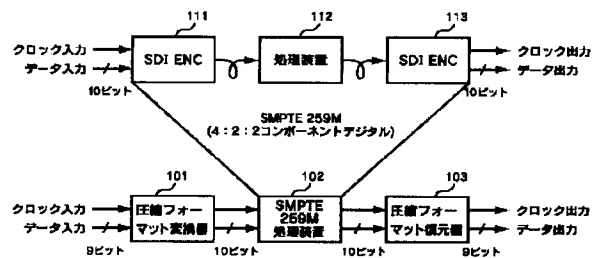 111
112
113
クロック入力
データ入力
SDI ENC
処理装置
SDI ENC
クロック出力
データ出力
10ビット
10ビット
SMPTE 259M
(4:2:2コンポーネントデジタル)
101
102
103
クロック入力
データ入力
圧縮フォー
マット変換器
SMPTE
259M
処理装置
圧縮フォー
マット復元器
クロック出力
データ出力
9ビット
10ビット
10ビット
9ビット